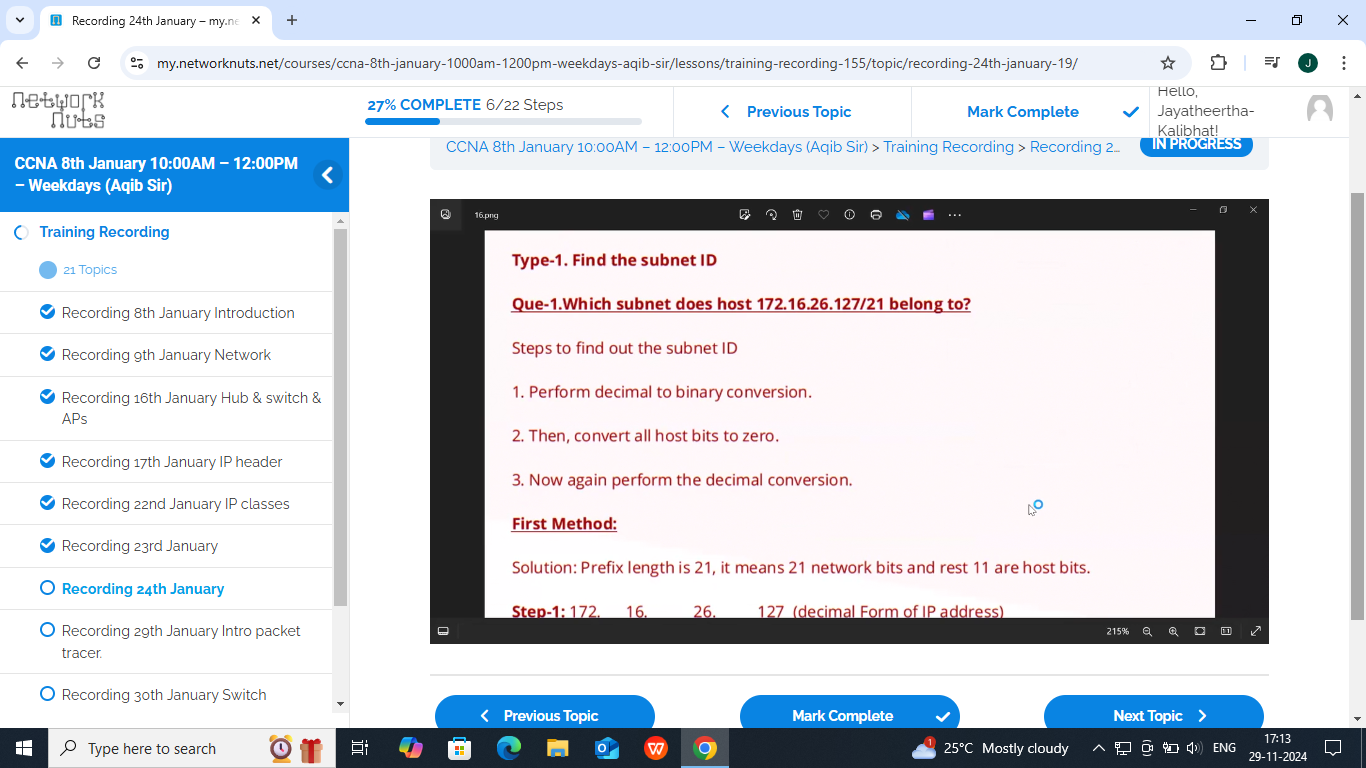 Recording 24th January – my.ne
my.networknuts.net/courses/ccna-8th-january-1000am-1200pm-weekdays-aqib-sir/lessons/training-recording-155/topic/recording-24th-january-19/
J
Network
Nuts
27% COMPLETE 6/22 Steps
Previous Topic
Mark Complete
Hello,
Jayatheertha-
Kalibhat!
CCNA 8th January 10:00AM – 12:00PM
– Weekdays (Aqib Sir)
CCNA 8th January 10:00AM – 12:00PM – Weekdays (Aqib Sir) > Training Recording > Recording 2...
IN PROGRESS
Training Recording
21 Topics
Recording 8th January Introduction
Recording 9th January Network
Recording 16th January Hub & switch &
APs
Recording 17th January IP header
Recording 22nd January IP classes
Recording 23rd January
Recording 24th January
Recording 29th January Intro packet
tracer.
Recording 30th January Switch
16.png
Type-1. Find the subnet ID
Que-1.Which subnet does host 172.16.26.127/21 belong to?
Steps to find out the subnet ID
1. Perform decimal to binary conversion.
2. Then, convert all host bits to zero.
3. Now again perform the decimal conversion.
First Method:
Solution: Prefix length is 21, it means 21 network bits and rest 11 are host bits.
Step-1: 172. 16. 26. 127 (decimal Form of IP address)
215%
Previous Topic
Mark Complete
Next Topic
Type here to search
1
25°C Mostly cloudy
ENG
17:13
29-11-2024